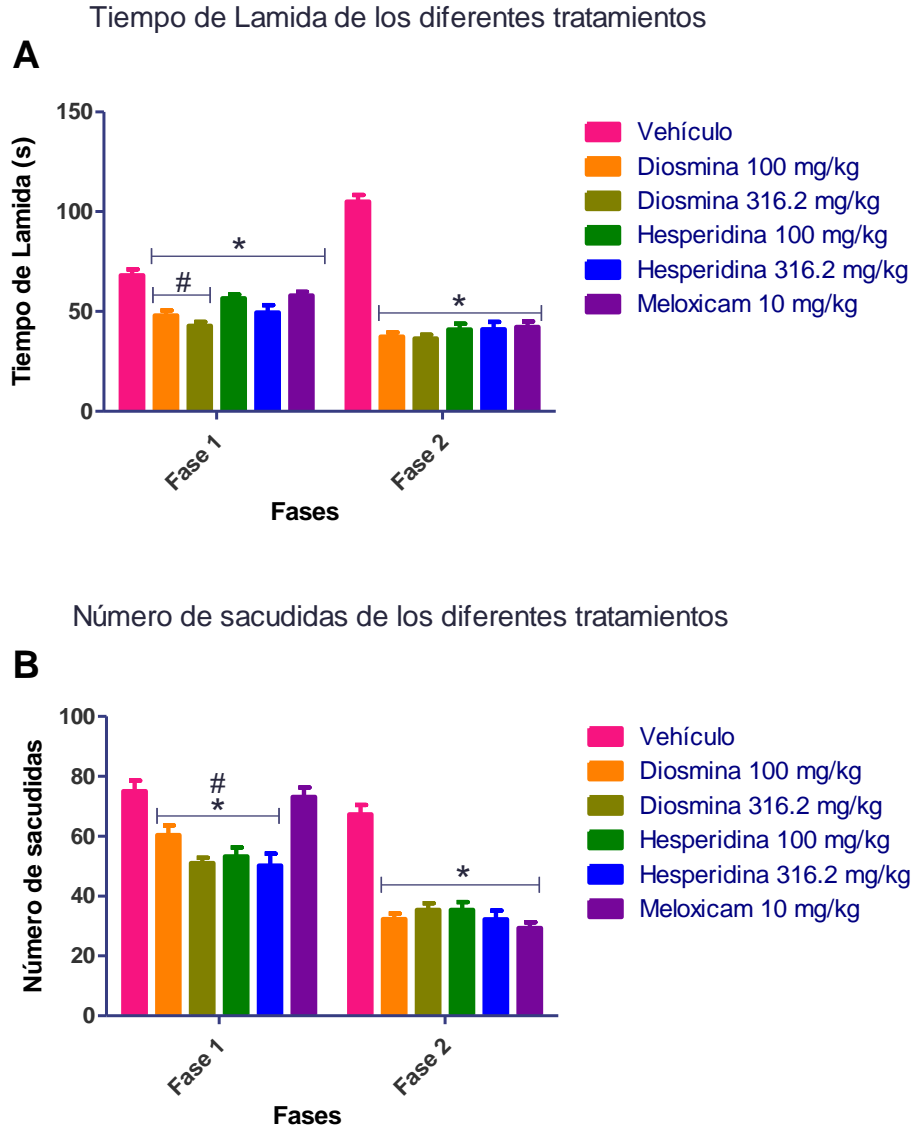 Tiempo de Lamida de los diferentes tratamientos
A
Tiempo de Lamida (s)
150
100
50
0
*
#
*
Fase 1
Fase 2
Fases
Vehículo
Diosmina 100 mg/kg
Diosmina 316.2 mg/kg
Hesperidina 100 mg/kg
Hesperidina 316.2 mg/kg
Meloxicam 10 mg/kg
Número de sacudidas de los diferentes tratamientos
B
Número de sacudidas
100
80
60
40
20
0
#
*
*
Fase 1
Fase 2
Fases
Vehículo
Diosmina 100 mg/kg
Diosmina 316.2 mg/kg
Hesperidina 100 mg/kg
Hesperidina 316.2 mg/kg
Meloxicam 10 mg/kg